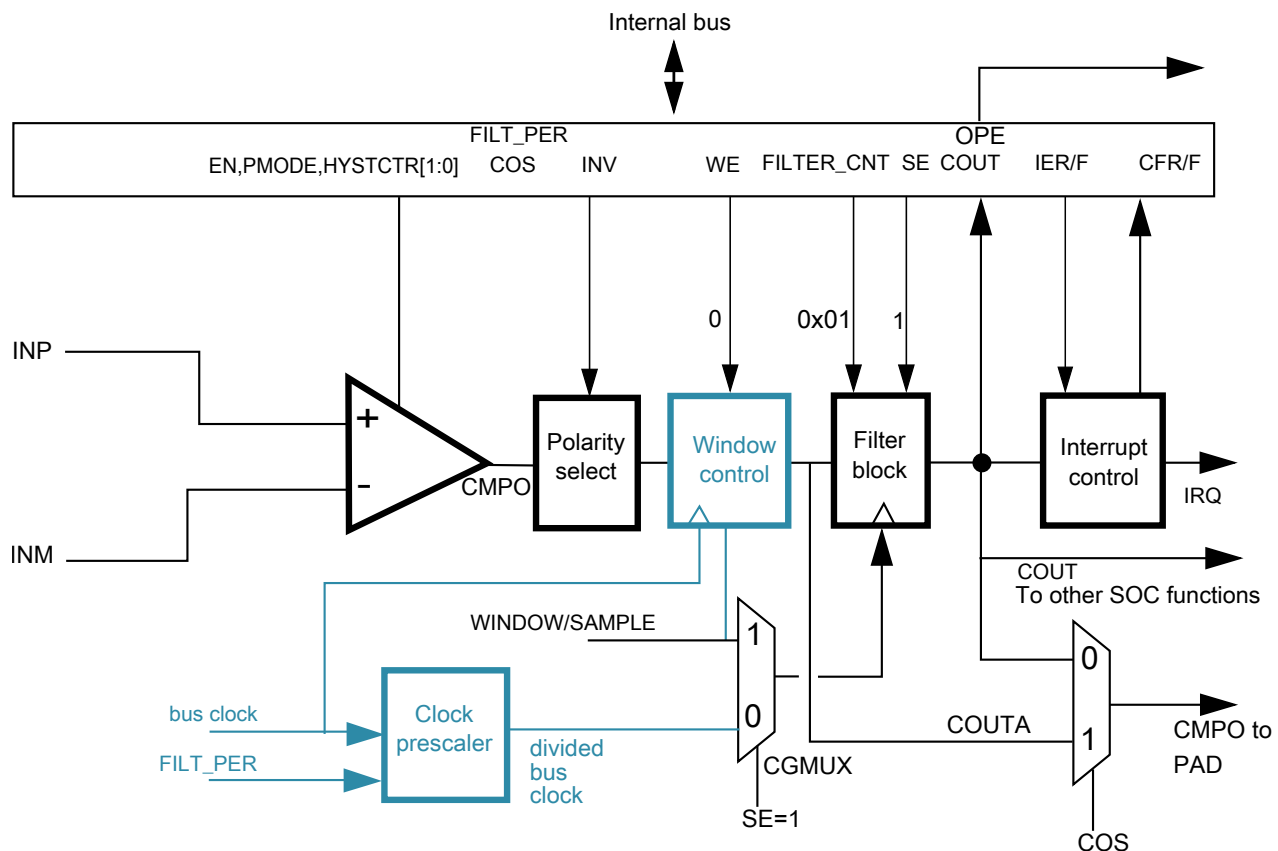 Internal bus
FILT_PER
OPE
EN,PMODE,HYSTCTR[1:0]
COS
INV
WE
FILTER_CNT
SE
COUT
IER/F
CFR/F
0
0x01
1
INP
+
-
INM
CMPO
Polarity
select
Window
control
Filter
block
Interrupt
control
IRQ
COUT
To other SOC functions
WINDOW/SAMPLE
1
0
CGMUX
SE=1
bus clock
FILT_PER
Clock
prescaler
divided
bus
clock
COUTA
0
1
CMPO to
PAD
COS